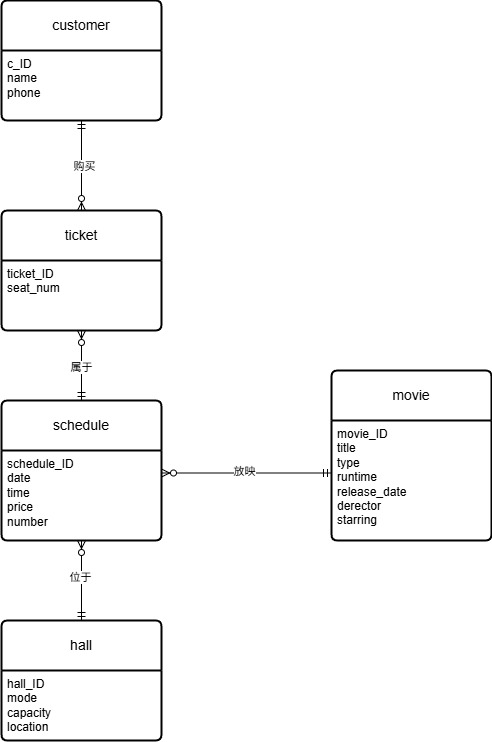 customer
c_ID
name
phone
购买
ticket
ticket_ID
seat_num
属于
schedule
schedule_ID
date
time
price
number
放映
movie
movie_ID
title
type
runtime
release_date
derector
starring
位于
hall
hall_ID
mode
capacity
location